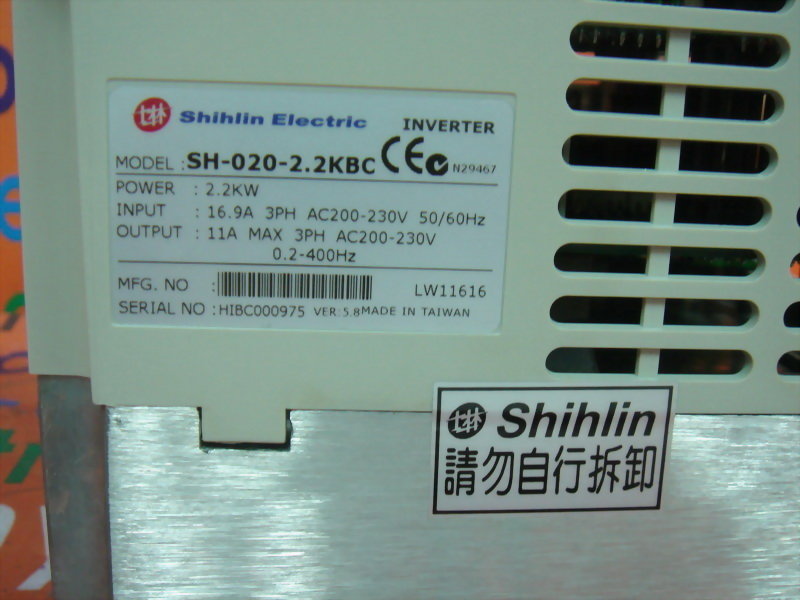 Shihlin Electric INVERTER
MODEL : SH-020-2.2KBC CE N29467
POWER : 2.2KW
INPUT : 16.9A 3PH AC200-230V 50/60Hz
OUTPUT : 11A MAX 3PH AC200-230V
0.2-400Hz
MFG. NO : LW11616
SERIAL NO : HIBC000975 VER:5.8 MADE IN TAIWAN
Shihlin
請勿自行拆卸